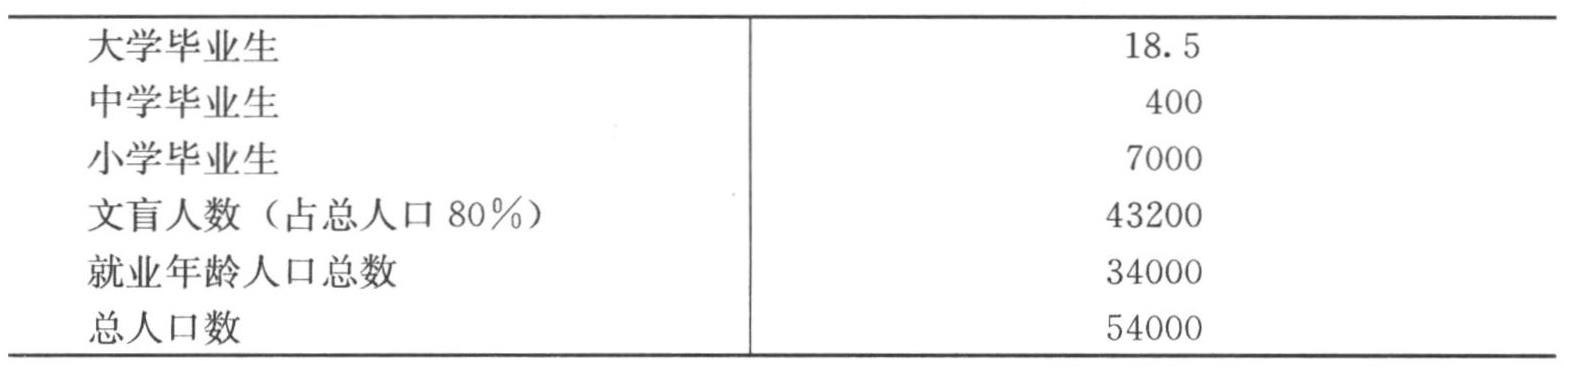 大学毕业生 18.5
中学毕业生 400
小学毕业生 7000
文盲人数（占总人口 80%） 43200
就业年龄人口总数 34000
总人口数 54000